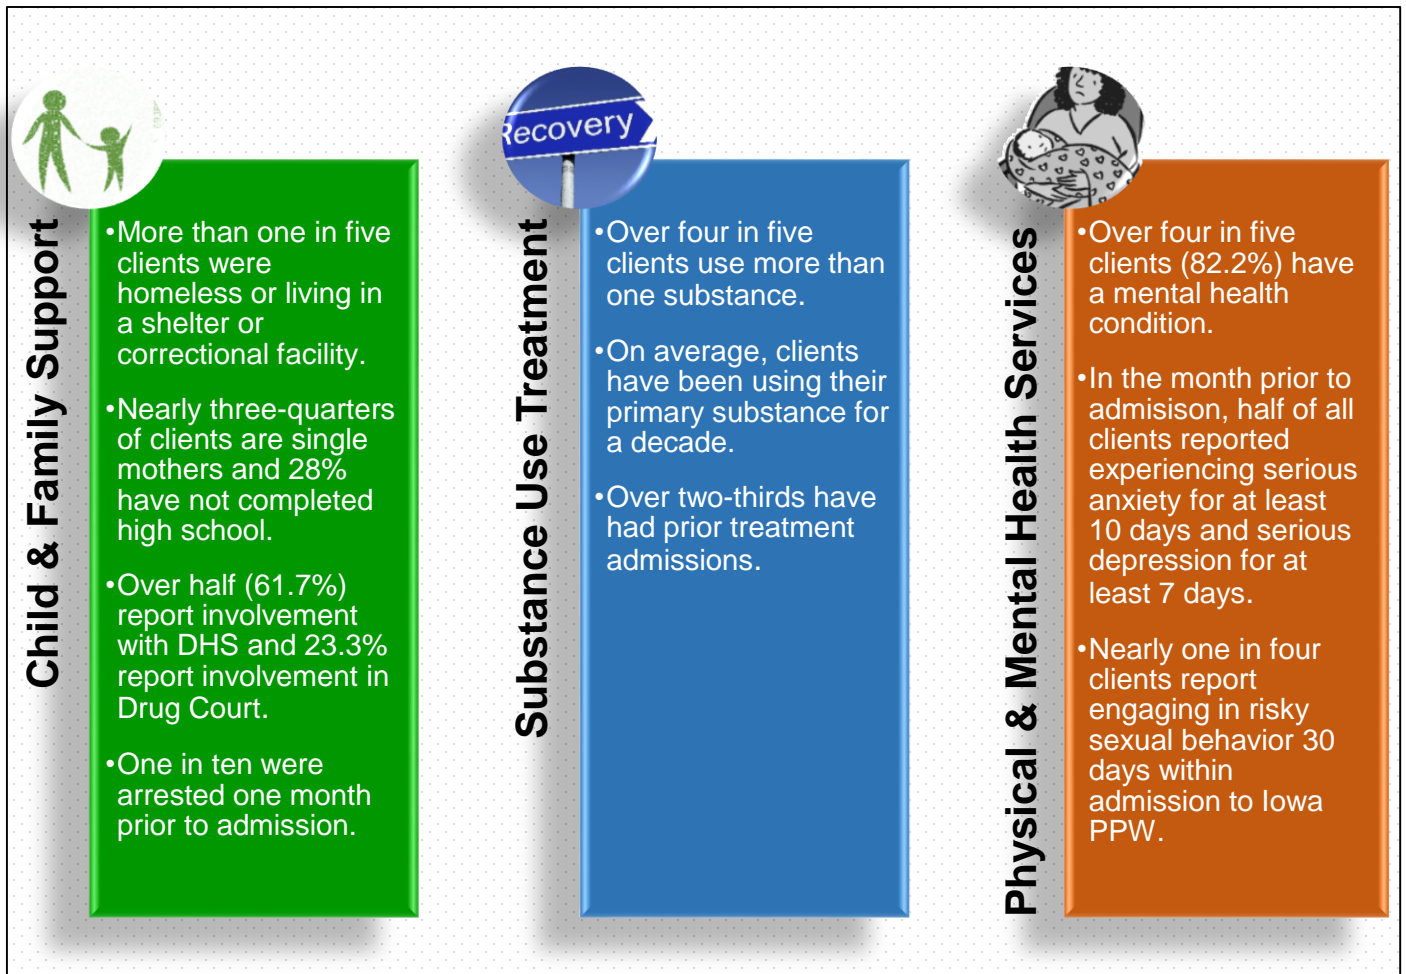 Child & Family Support
•More than one in five
clients were
homeless or living in
a shelter or
correctional facility.
•Nearly three-quarters
of clients are single
mothers and 28%
have not completed
high school.
•Over half (61.7%)
report involvement
with DHS and 23.3%
report involvement in
Drug Court.
•One in ten were
arrested one month
prior to admission.
Recovery
Substance Use Treatment
•Over four in five
clients use more than
one substance.
•On average, clients
have been using their
primary substance for
a decade.
•Over two-thirds have
had prior treatment
admissions.
Physical & Mental Health Services
•Over four in five
clients (82.2%) have
a mental health
condition.
•In the month prior to
admisison, half of all
clients reported
experiencing serious
anxiety for at least
10 days and serious
depression for at
least 7 days.
•Nearly one in four
clients report
engaging in risky
sexual behavior 30
days within
admission to Iowa
PPW.